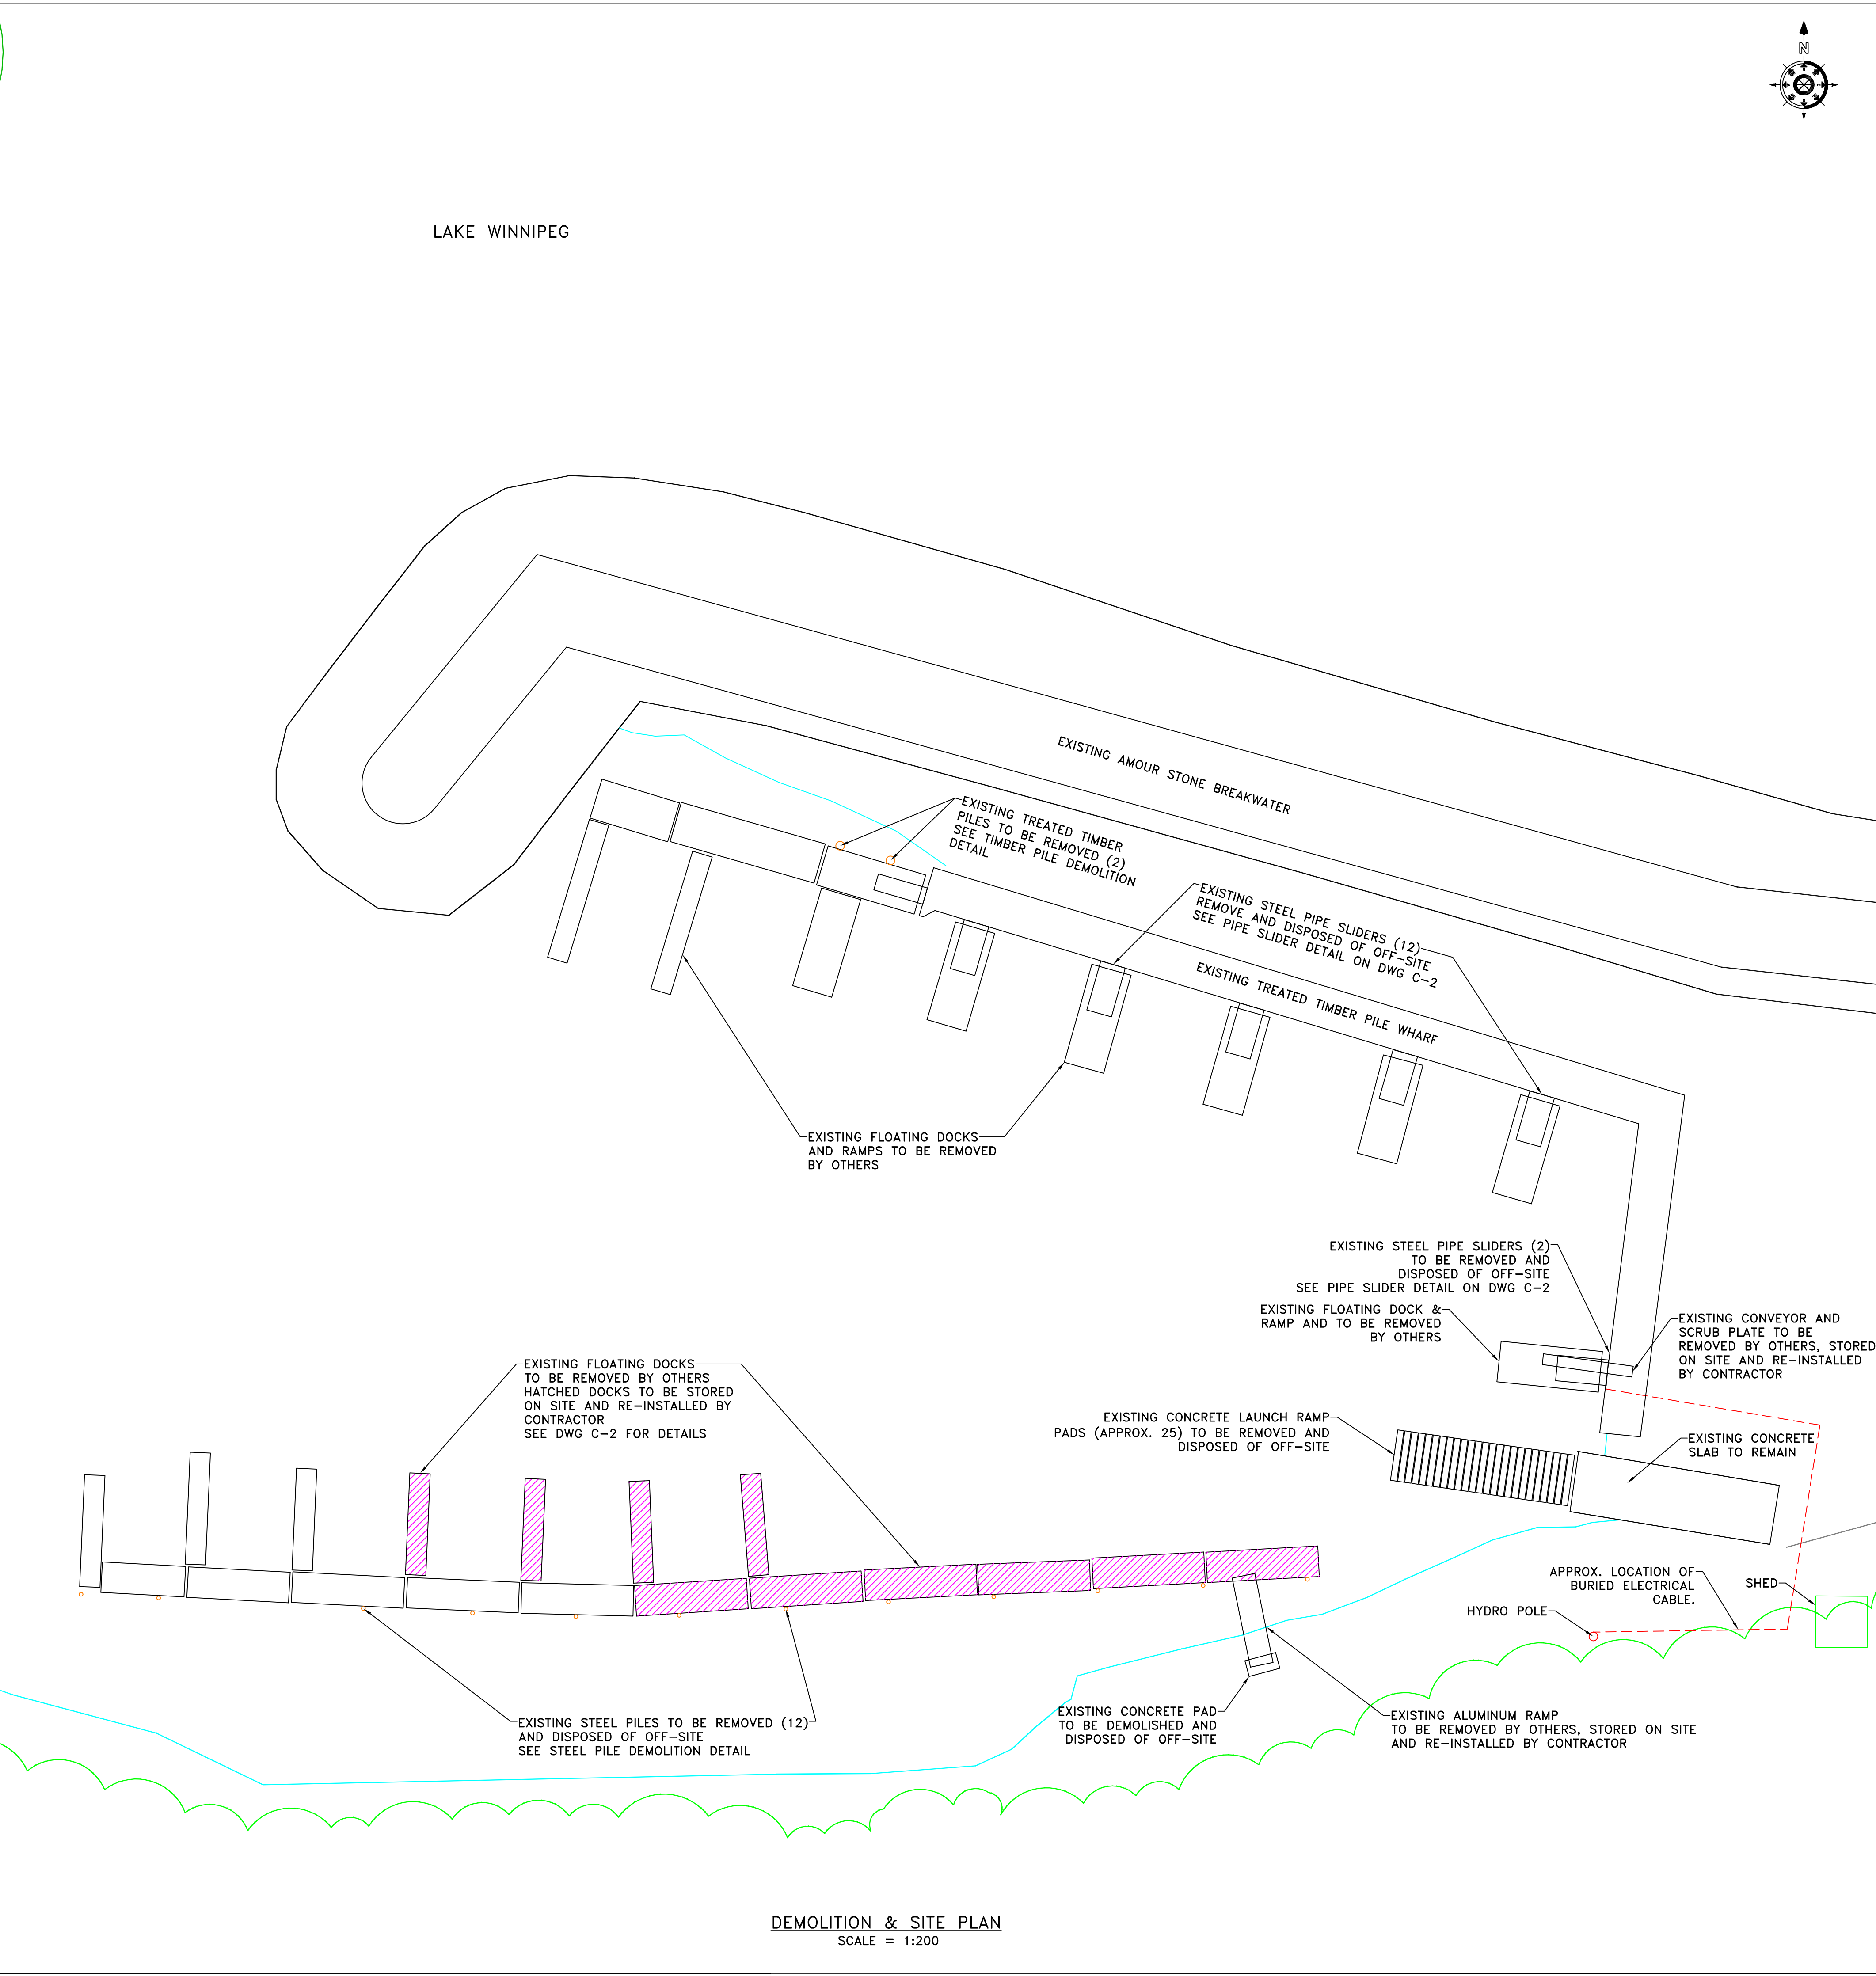 N
LAKE WINNIPEG
EXISTING AMOUR STONE BREAKWATER
EXISTING TREATED TIMBER
PILES TO BE REMOVED (2)
SEE TIMBER PILE DEMOLITION
DETAIL
EXISTING STEEL PIPE SLIDERS (12)
REMOVE AND DISPOSED OF OFF-SITE
SEE PIPE SLIDER DETAIL ON DWG C-2
EXISTING TREATED TIMBER PILE WHARF
EXISTING FLOATING DOCKS
AND RAMPS TO BE REMOVED
BY OTHERS
EXISTING STEEL PIPE SLIDERS (2)
TO BE REMOVED AND
DISPOSED OF OFF-SITE
SEE PIPE SLIDER DETAIL ON DWG C-2
EXISTING FLOATING DOCK &
RAMP AND TO BE REMOVED
BY OTHERS
EXISTING CONVEYOR AND
SCRUB PLATE TO BE
REMOVED BY OTHERS, STORED
ON SITE AND RE-INSTALLED
BY CONTRACTOR
EXISTING FLOATING DOCKS
TO BE REMOVED BY OTHERS
HATCHED DOCKS TO BE STORED
ON SITE AND RE-INSTALLED BY
CONTRACTOR
SEE DWG C-2 FOR DETAILS
EXISTING CONCRETE LAUNCH RAMP
PADS (APPROX. 25) TO BE REMOVED AND
DISPOSED OF OFF-SITE
EXISTING CONCRETE
SLAB TO REMAIN
APPROX. LOCATION OF
BURIED ELECTRICAL
CABLE.
SHED
HYDRO POLE
EXISTING STEEL PILES TO BE REMOVED (12)
AND DISPOSED OF OFF-SITE
SEE STEEL PILE DEMOLITION DETAIL
EXISTING CONCRETE PAD
TO BE DEMOLISHED AND
DISPOSED OF OFF-SITE
EXISTING ALUMINUM RAMP
TO BE REMOVED BY OTHERS, STORED ON SITE
AND RE-INSTALLED BY CONTRACTOR
DEMOLITION & SITE PLAN
SCALE = 1:200